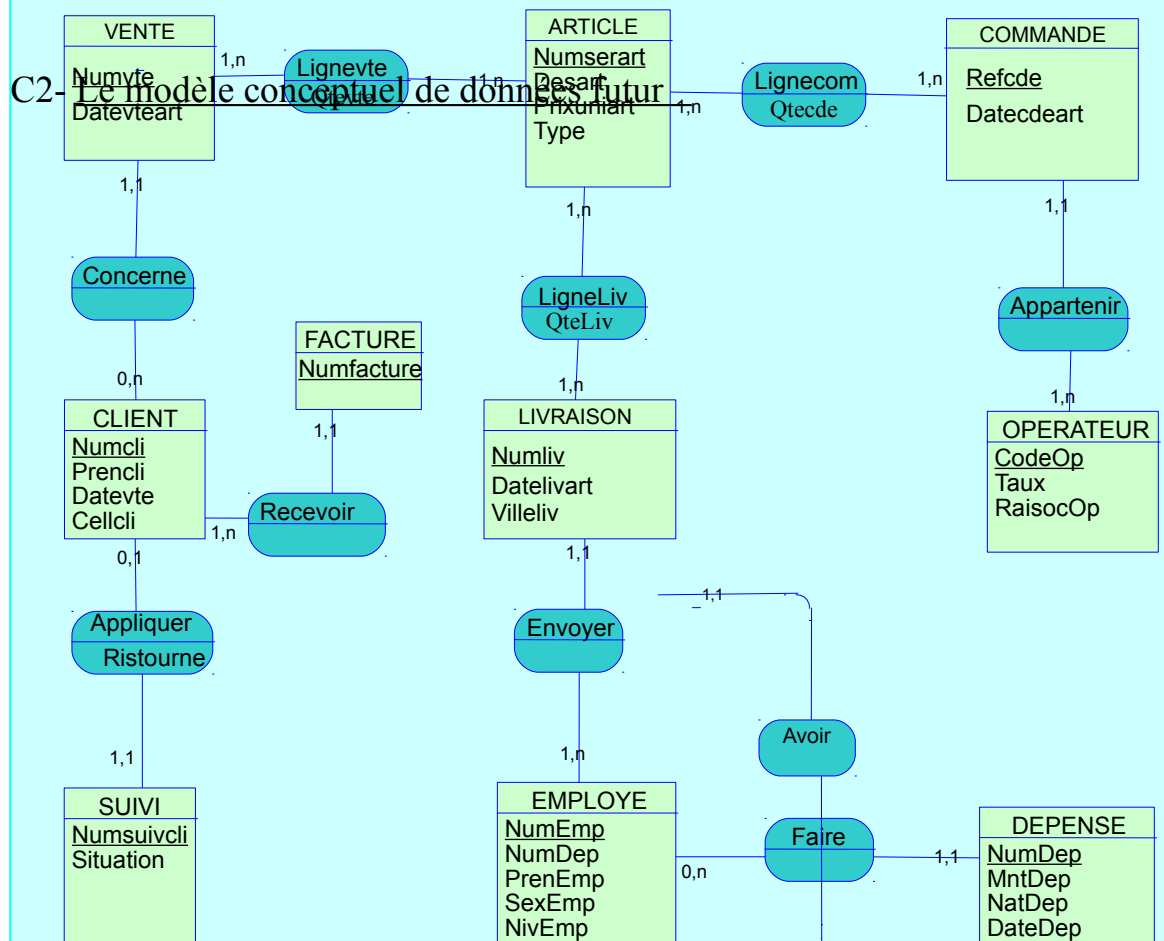 C2- Le modèle conceptuel de données futur
VENTE
Numvte
Datevteart
1,n
Lignevte
Qtevte
1,n
ARTICLE
Numserart
Desart
Prixuniart
Type
1,n
Lignecom
Qtecde
1,n
COMMANDE
Refcde
Datecdeart
1,1
Concerne
0,n
1,n
LigneLiv
QteLiv
1,n
1,1
Appartenir
1,n
FACTURE
Numfacture
1,1
CLIENT
Numcli
Prencli
Datevte
Cellcli
1,n
Recevoir
LIVRAISON
Numliv
Datelivart
Villeliv
OPERATEUR
CodeOp
Taux
RaisocOp
0,1
Appliquer
Ristourne
1,1
1,1
Envoyer
1,n
_1,1
Avoir
SUIVI
Numsuivcli
Situation
EMPLOYE
NumEmp
NumDep
PrenEmp
SexEmp
NivEmp
0,n
Faire
1,1
DEPENSE
NumDep
MntDep
NatDep
DateDep